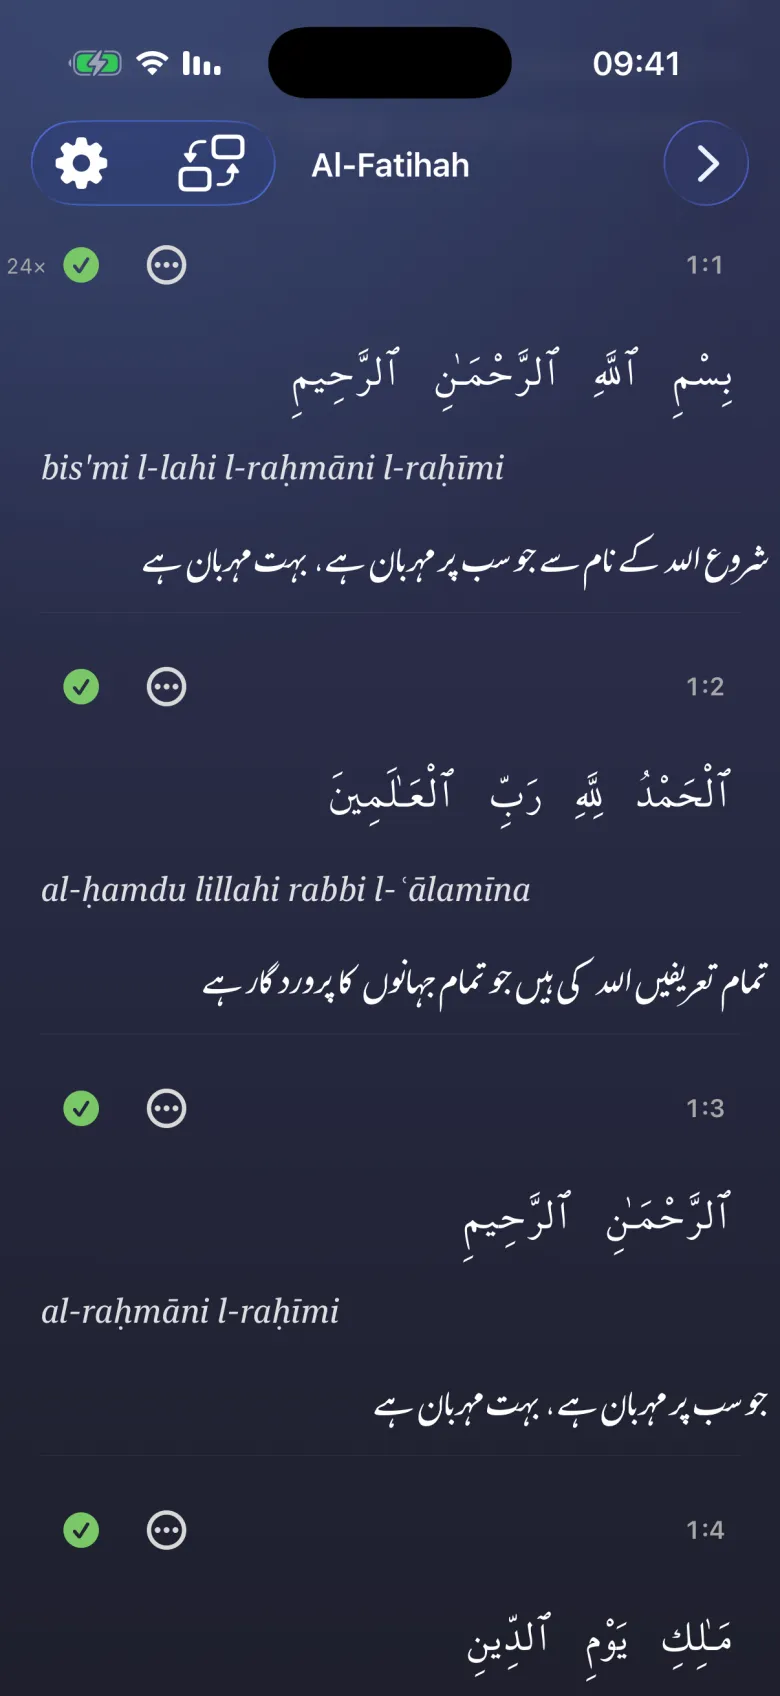 09:41
Al-Fatihah
24×
1:1
بِسْمِ ٱللَّهِ ٱلرَّحْمَـٰنِ ٱلرَّحِيمِ
bis'mi l-lahi l-raḥmāni l-raḥīmi
شروع اللہ کے نام سے جو سب پر مہربان ہے، بہت مہربان ہے
1:2
ٱلْحَمْدُ لِلَّهِ رَبِّ ٱلْعَـٰلَمِينَ
al-ḥamdu lillahi rabbi l-ʿālamīna
تمام تعریفیں اللہ کی ہیں جو تمام جہانوں کا پروردگار ہے
1:3
ٱلرَّحْمَـٰنِ ٱلرَّحِيمِ
al-raḥmāni l-raḥīmi
جو سب پر مہربان ہے، بہت مہربان ہے
1:4
مَـٰلِكِ يَوْمِ ٱلدِّينِ